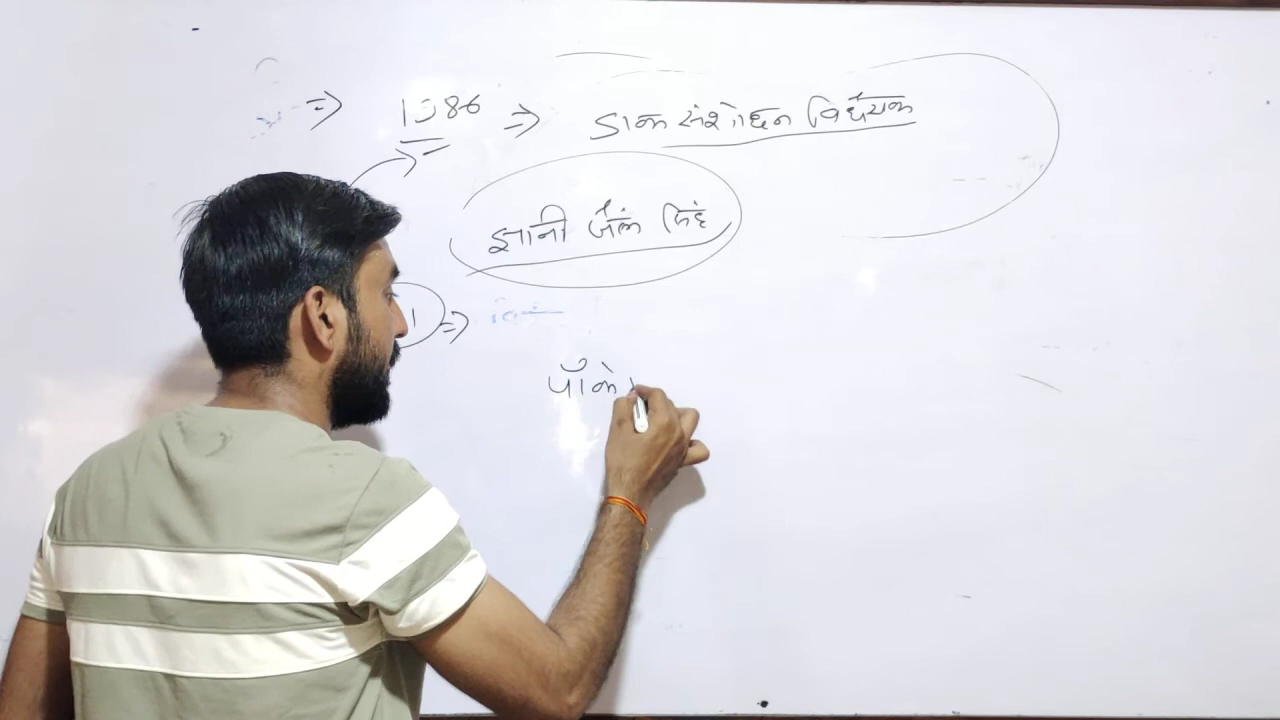 ⇒ 1986 ⇒ डाक संशोधन विधेयक
ज्ञानी जैल सिंह
⇒
पॉके